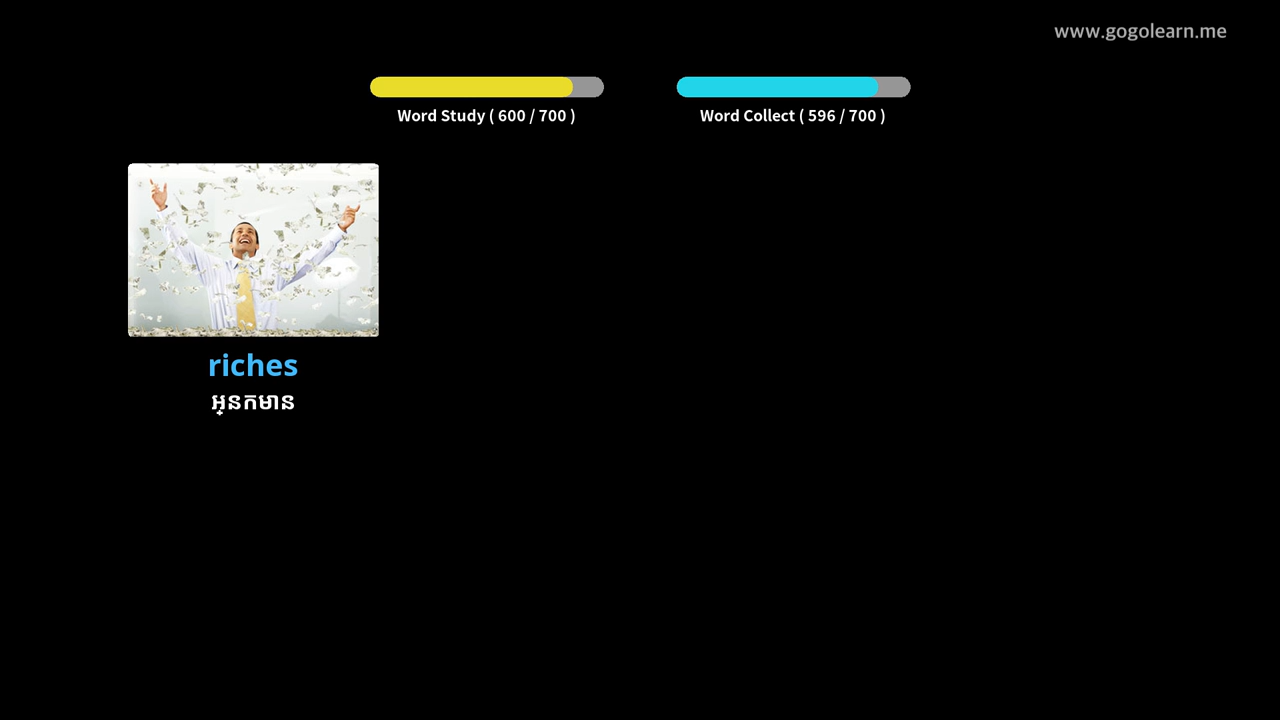 www.gogolearn.me
Word Study ( 600 / 700 )
Word Collect ( 596 / 700 )
riches
អ្នកមាន